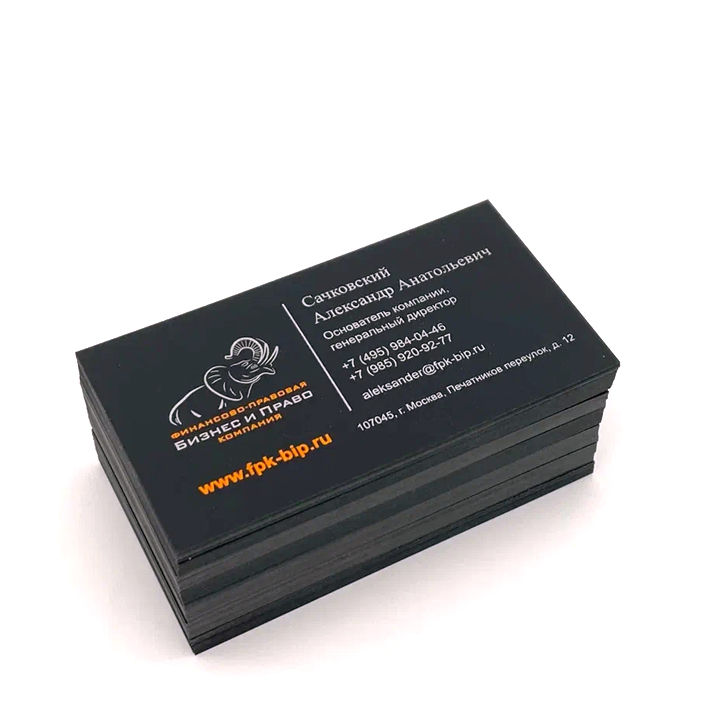 ФИНАНСОВО-ПРАВОВАЯ
БИЗНЕС И ПРАВО
КОМПАНИЯ
www.fpk-bip.ru
Сачковский
Александр Анатольевич
Основатель компании,
генеральный директор
+7 (495) 984-04-46
+7 (985) 920-92-77
aleksander@fpk-bip.ru
107045, г. Москва, Печатников переулок, д. 12